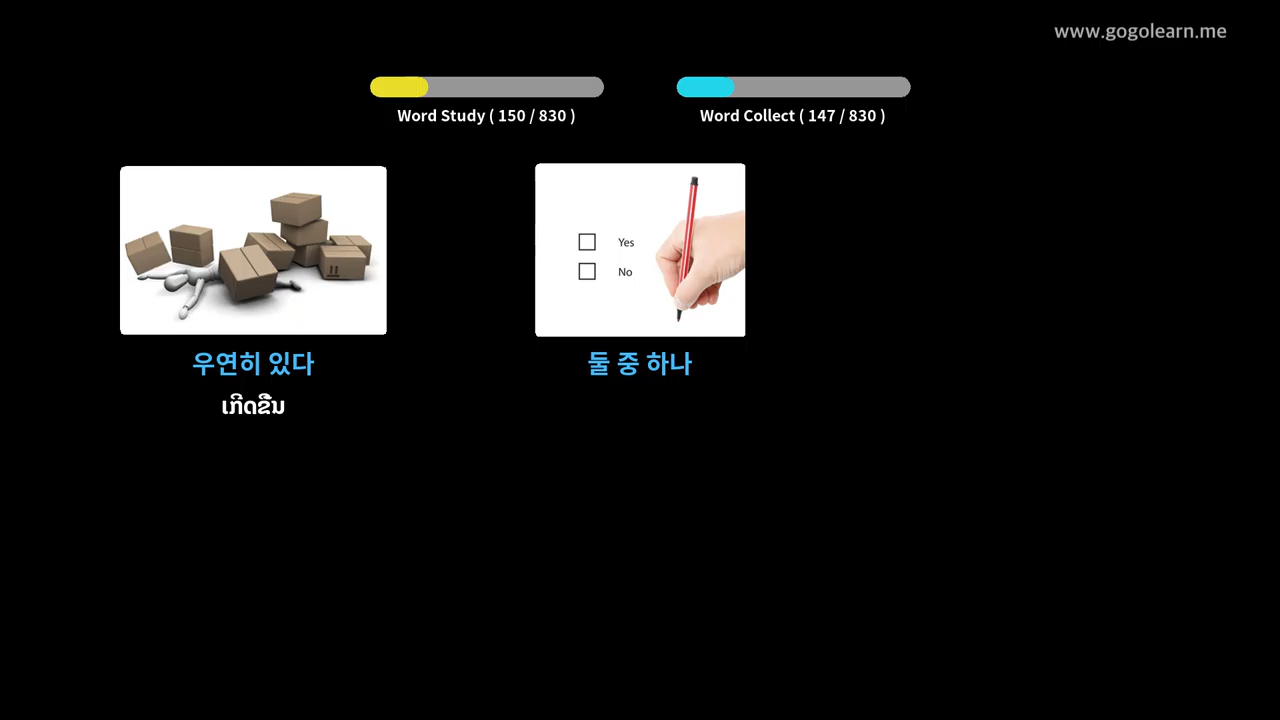 www.gogolearn.me
Word Study ( 150 / 830 )
Word Collect ( 147 / 830 )
Yes
No
우연히 있다
둘 중 하나
ເກີດຂື້ນ